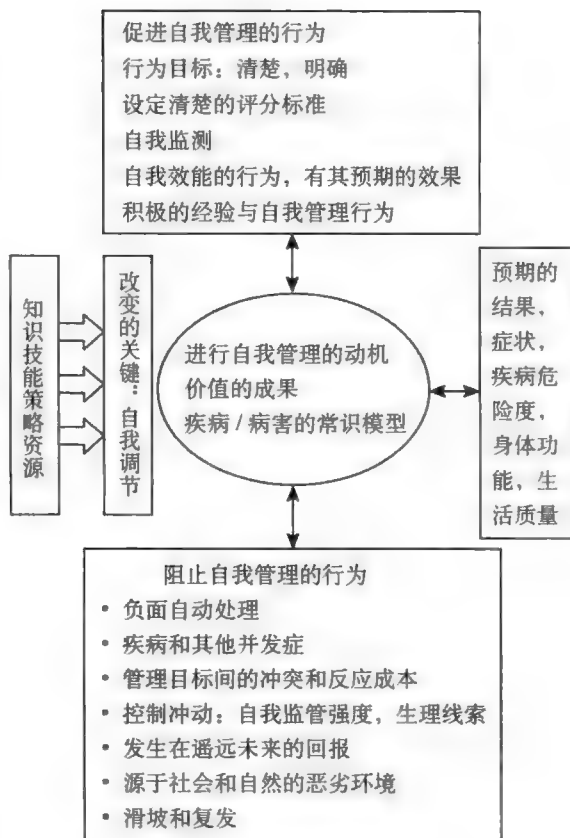 促进自我管理的行为
行为目标：清楚，明确
设定清楚的评分标准
自我监测
自我效能的行为，有其预期的效果
积极的经验与自我管理行为
知识技能策略资源
改变的关键：自我调节
进行自我管理的动机
价值的成果
疾病/病害的常识模型
预期的
结果，
症状，
疾病危
险度，
身体功
能，生
活质量
阻止自我管理的行为
• 负面自动处理
• 疾病和其他并发症
• 管理目标间的冲突和反应成本
• 控制冲动：自我监管强度，生理线索
• 发生在遥远未来的回报
• 源于社会和自然的恶劣环境
• 滑坡和复发